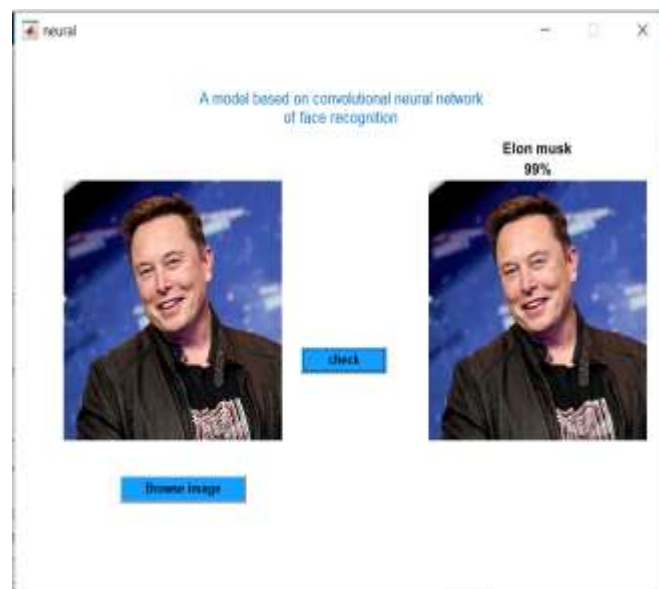 neural
A model based on convolutional neural network
of face recognition
Elon musk
99%
check
Browse image